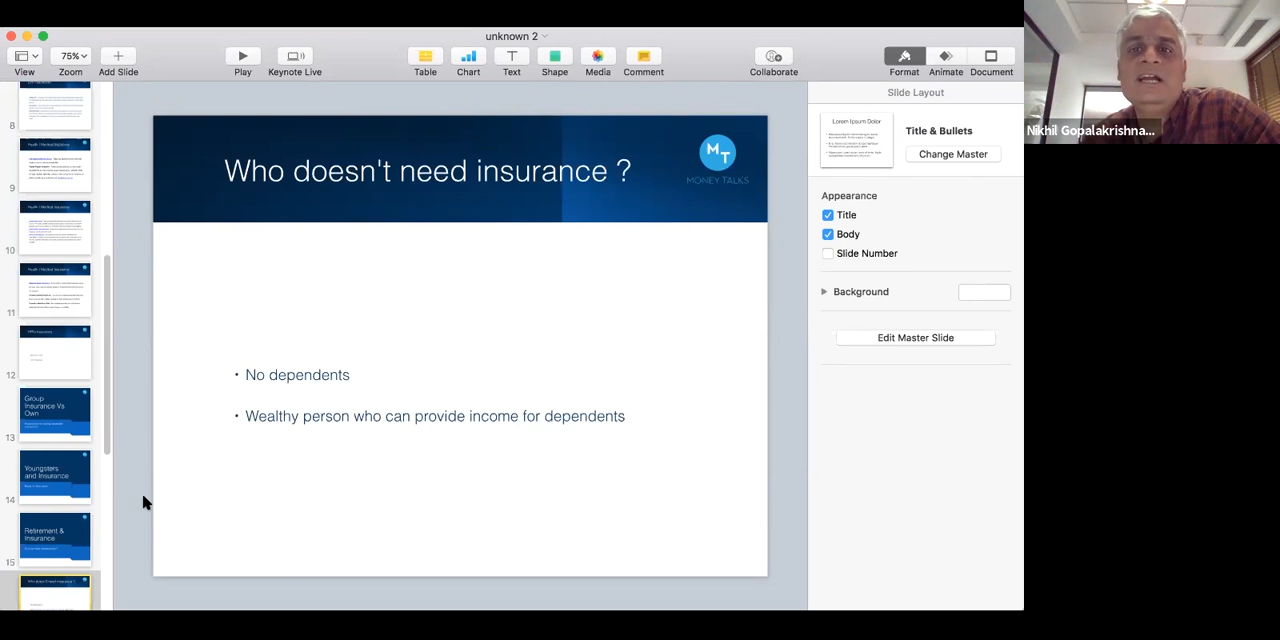 unknown 2
75%
View
Zoom
Add Slide
Play
Keynote Live
Table
Chart
Text
Shape
Media
Comment
Collaborate
Format
Animate
Document
Nikhil Gopalakrishna...
Slide Layout
Lorem Ipsum Dolor
Title & Bullets
Change Master
Appearance
Title
Body
Slide Number
Background
Edit Master Slide
8
9
10
11
12
13
Group
Insurance Vs
Own
14
Youngsters
and Insurance
15
Retirement &
Insurance
Who doesn't need insurance ?
MT
MONEY TALKS
• No dependents
• Wealthy person who can provide income for dependents